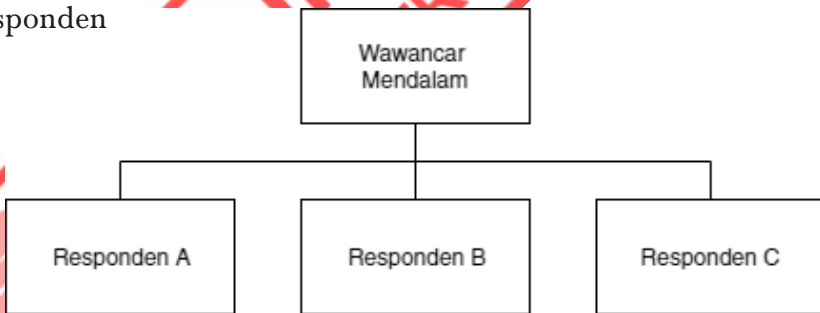 sponden
Wawancar
Mendalam
Responden A
Responden B
Responden C